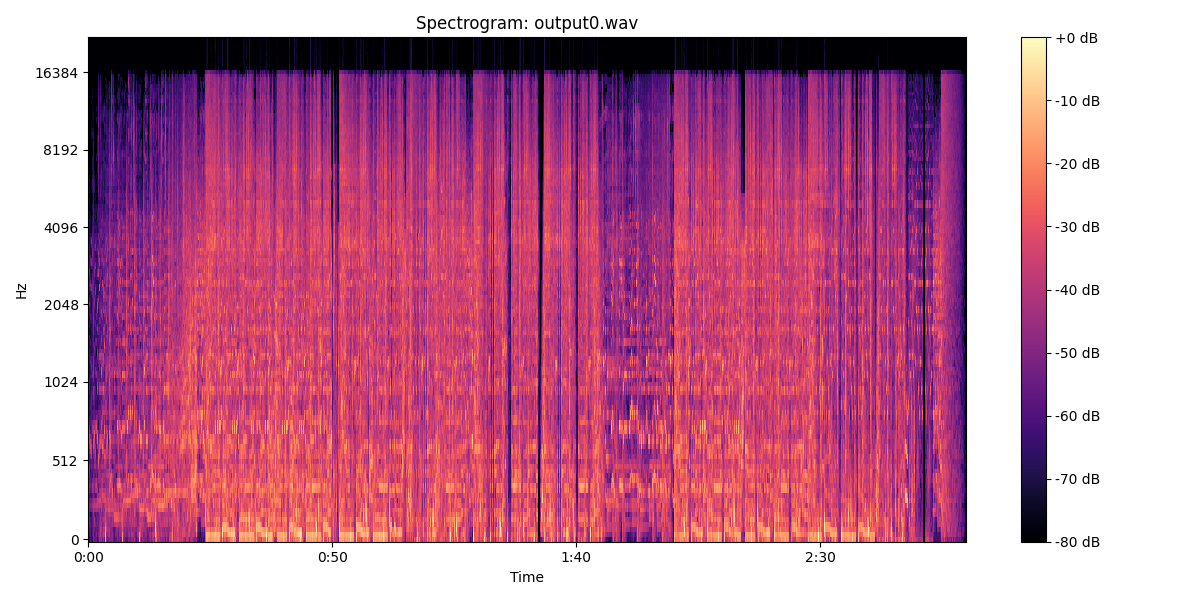 Spectrogram: output0.wav
Hz
16384
8192
4096
2048
1024
512
0
0:00
0:50
1:40
2:30
Time
+0 dB
-10 dB
-20 dB
-30 dB
-40 dB
-50 dB
-60 dB
-70 dB
-80 dB